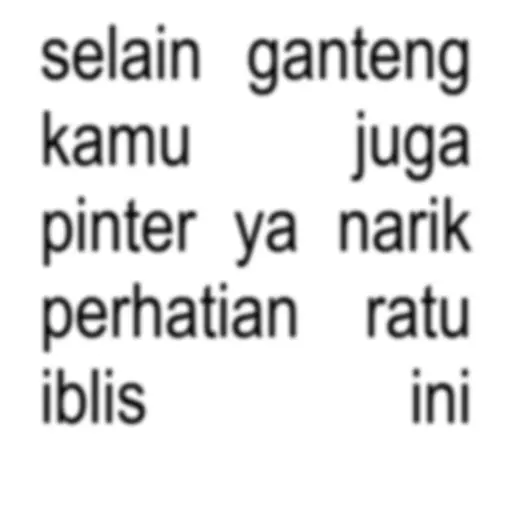 selain ganteng
kamu juga
pinter ya narik
perhatian ratu
iblis ini